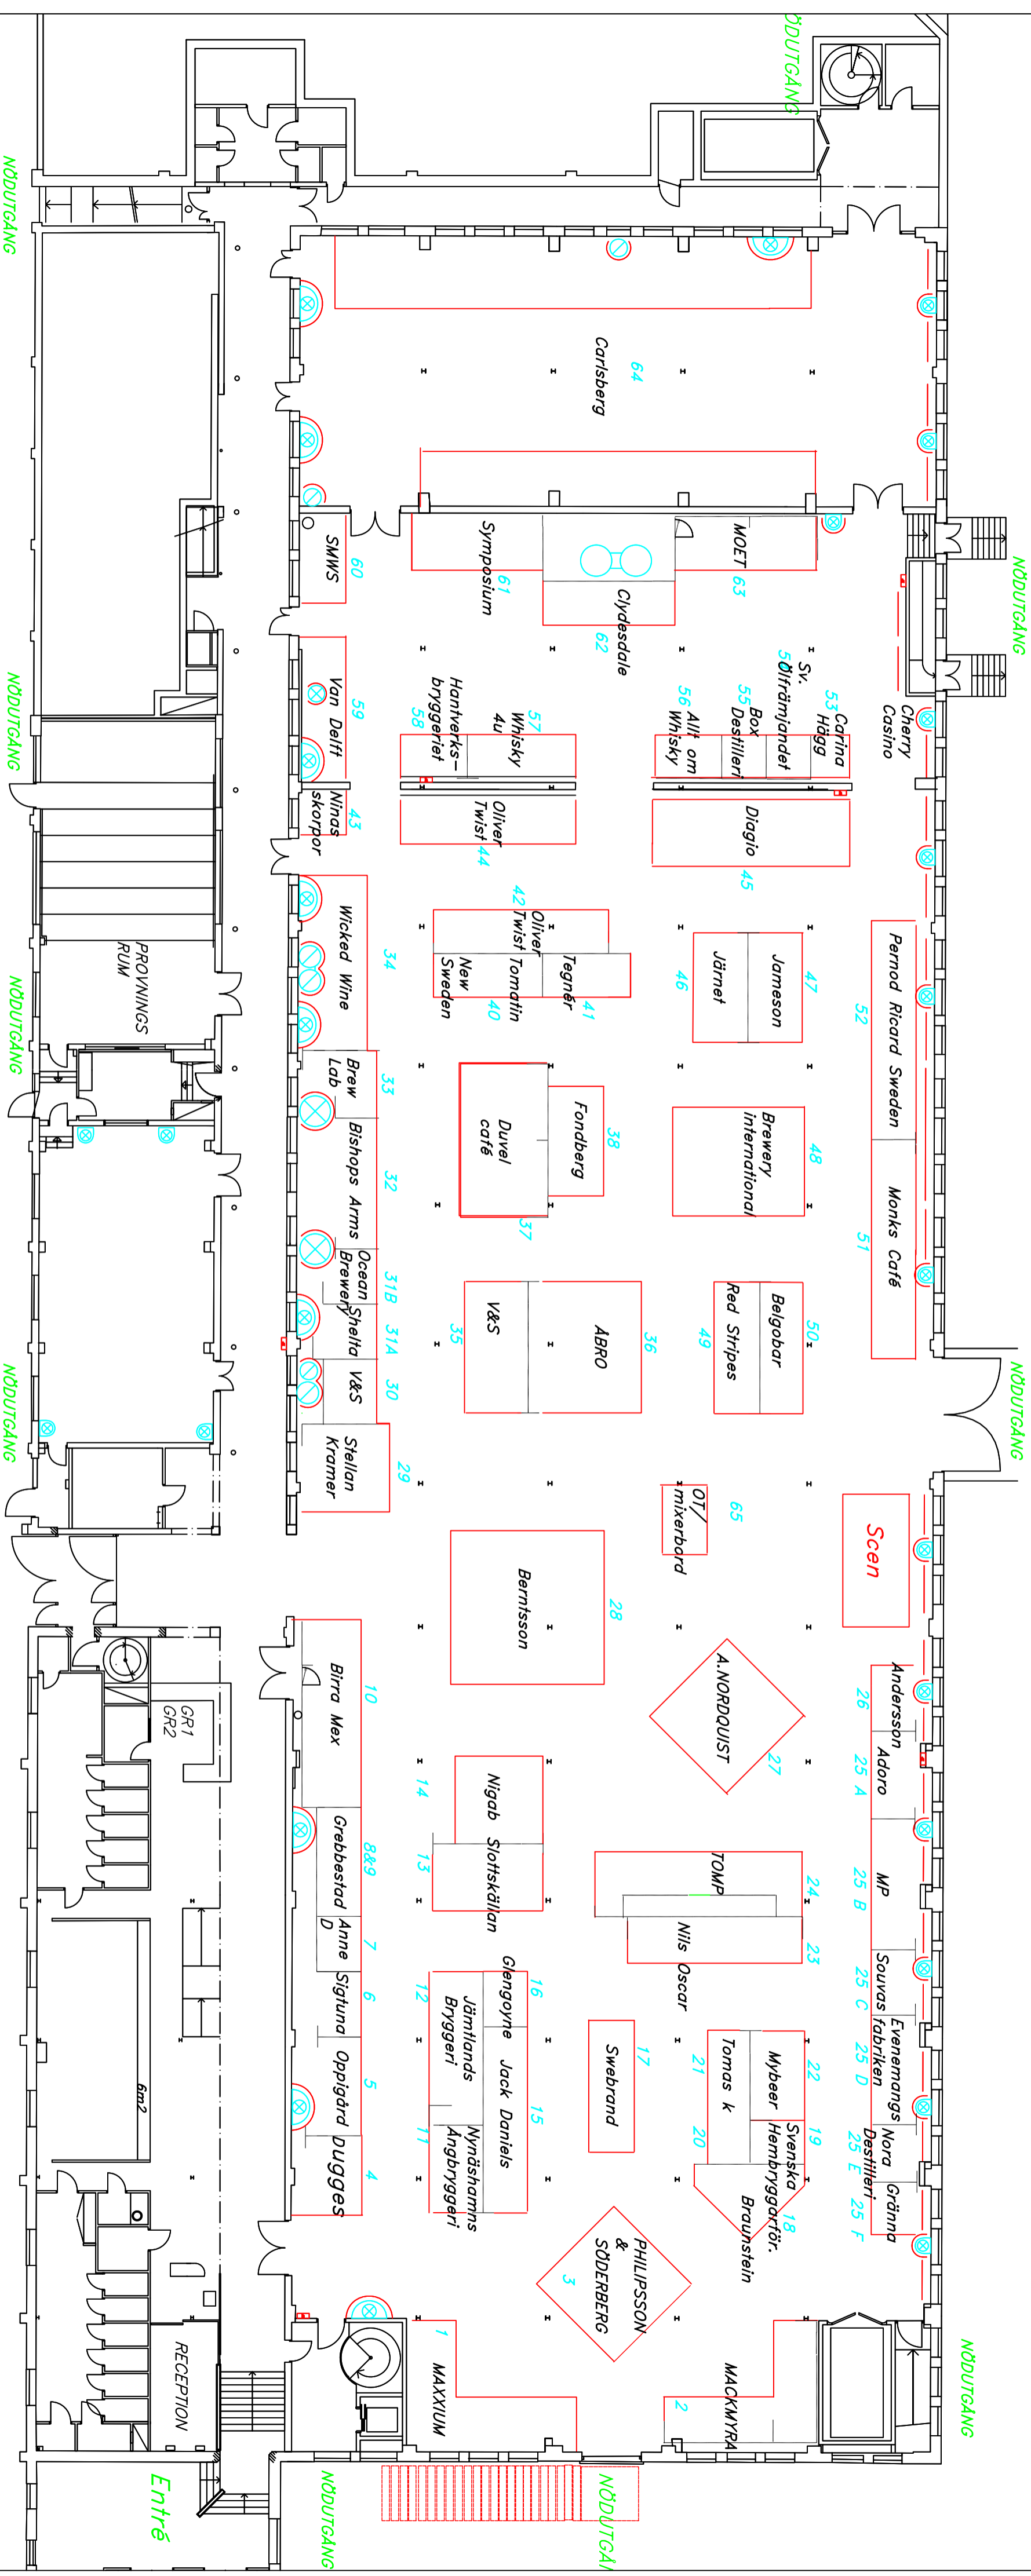 NÖDUTGÅNG
NÖDUTGÅNG
64
Carlsberg
60
SMWS
61
Symposium
MOET
63
Clydesdale
62
NÖDUTGÅNG
NÖDUTGÅNG
59
Van Delft
58
Hantverks-
bryggeriet
57
Whisky
4u
56
Allt om
Whisky
55
Box
Destilleri
Sv.
Ölfrämjandet
53
Carina
Hägg
Cherry
Casino
43
Ninas
skorpor
Oliver
Twist
44
Diagio
45
34
Wicked Wine
42
Oliver
Twist
New
Sweden
Tomatin
40
Tegnér
41
Järnet
46
Jameson
47
Pernod Ricard Sweden
52
PROVNINGS
RUM
NÖDUTGÅNG
33
Brew
Lab
Bishops Arms
32
Duvel
café
37
Fondberg
38
Brewery
international
48
Monks Café
51
31B
Ocean
Brewery
31A
Shelta
30
V&S
V&S
35
ÅBRO
36
Red Stripes
49
Belgobar
50
NÖDUTGÅNG
NÖDUTGÅNG
29
Stellan
Kramer
OT/
mixerbord
65
Scen
Berntsson
28
10
Birra Mex
GR1
GR2
A.NORDQUIST
27
Andersson
26
Adoro
25 A
14
Nigab
13
Slottskällan
8&9
Grebbestad
TOMP
24
MP
25 B
7
Anne
D
Nils Oscar
23
Souvas
25 C
6
Sigtuna
12
Jämtlands
Bryggeri
Glengoyne
16
Jack Daniels
15
Swebrand
17
Tomas k
21
Mybeer
22
Evenemangs
fabriken
25 D
5
Oppigård
6m2
11
Nynäshamns
Ångbryggeri
20
Svenska
Hembryggarför.
19
Nora
Destilleri
25 E
4
DUGGES
Braunstein
18
Gränna
25 F
PHILIPSSON
&
SÖDERBERG
3
1
MAXXIUM
2
MACKMYRA
RECEPTION
NÖDUTGÅNG
Entré
NÖDUTGÅNG